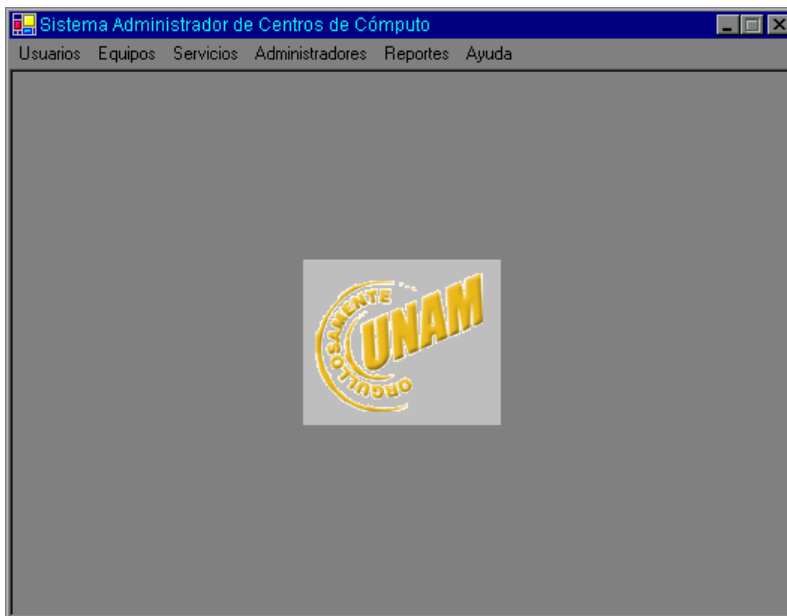 Sistema Administrador de Centros de Cómputo
Usuarios Equipos Servicios Administradores Reportes Ayuda
ORGULLOSAMENTE
UNAM